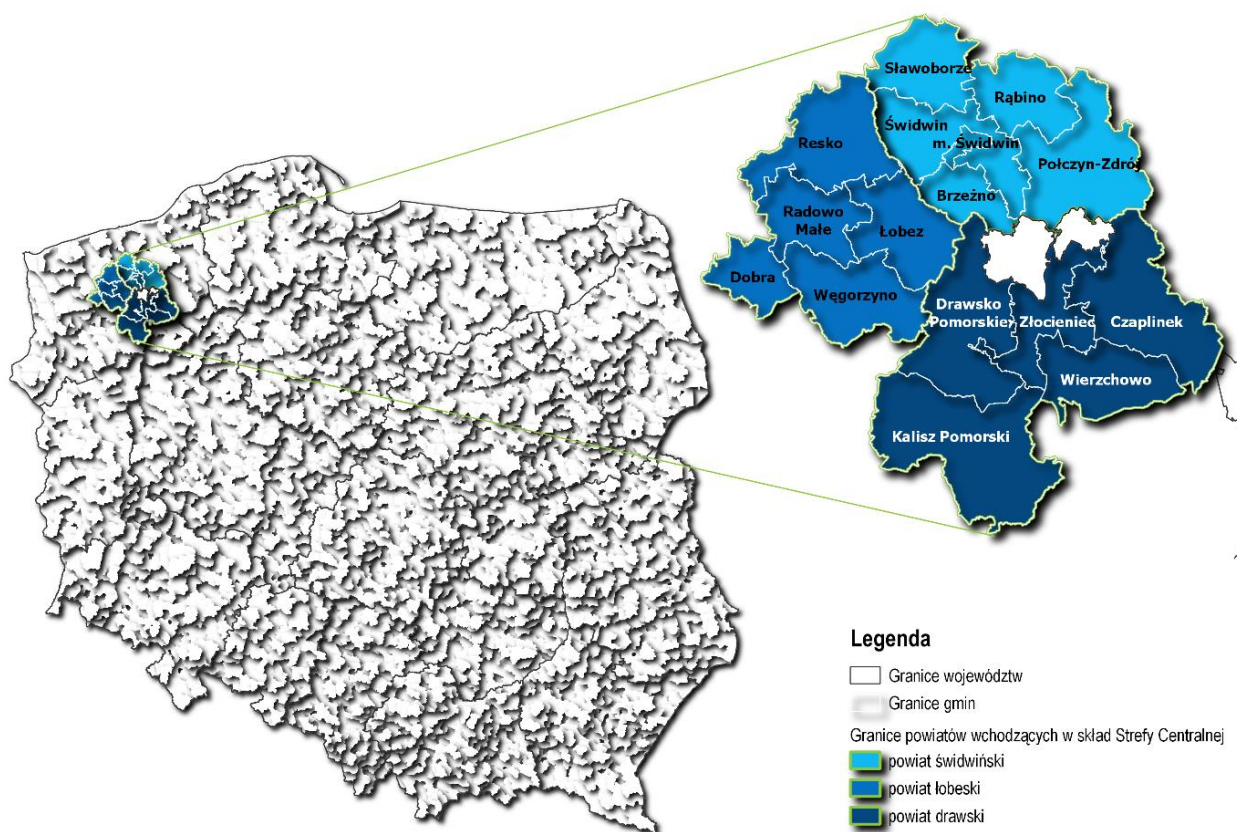 Sławoborze
Rąbino
Świdwin
m. Świdwin
Resko
Połczyn-Zdrój
Brzeżno
Radowo
Małe
Łobez
Dobra
Węgorzyno
Drawsko
Pomorskie
Złocieniec
Czaplinek
Wierzchowo
Kalisz Pomorski
Legenda
Granice województw
Granice gmin
Granice powiatów wchodzących w skład Strefy Centralnej
powiat świdwiński
powiat łobeski
powiat drawski